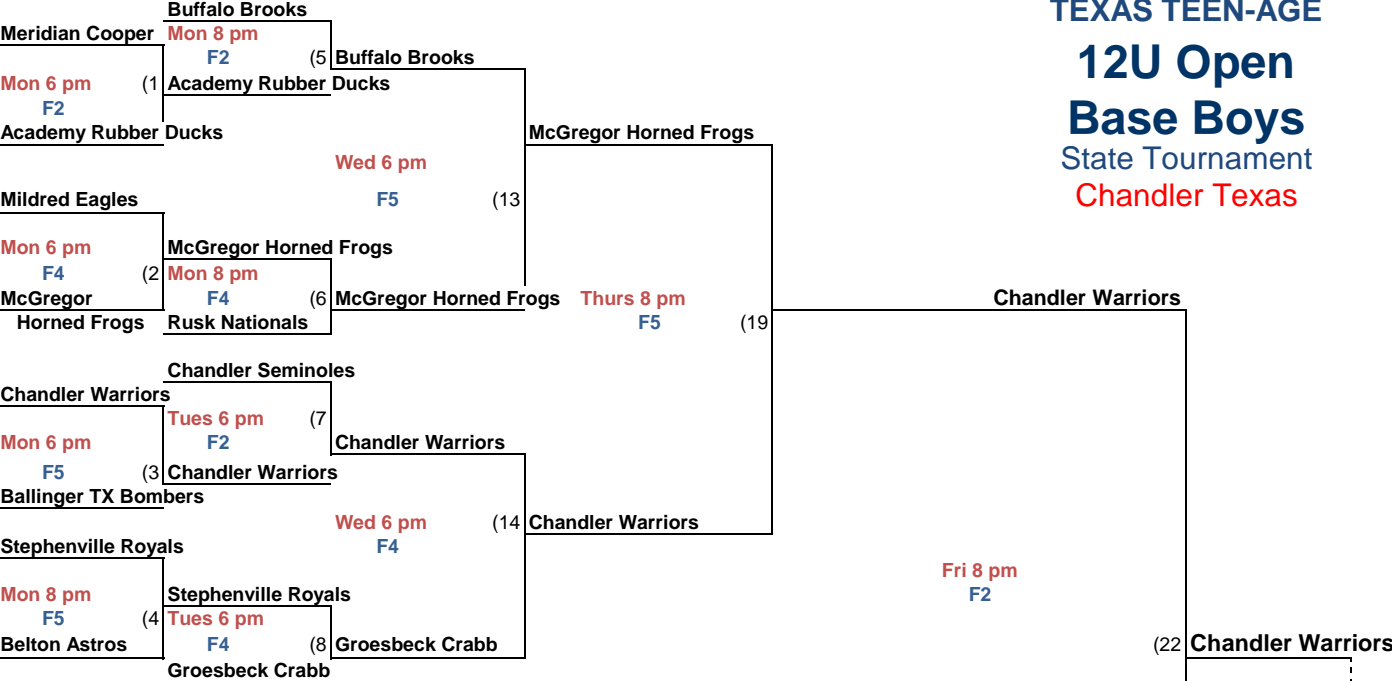 Buffalo Brooks
TEXAS TEEN-AGE
Meridian Cooper Mon 8 pm
F2 (5 Buffalo Brooks
12U Open
Mon 6 pm (1 Academy Rubber Ducks
F2
Base Boys
Academy Rubber Ducks McGregor Horned Frogs
Wed 6 pm State Tournament
Mildred Eagles F5 (13 Chandler Texas
Mon 6 pm McGregor Horned Frogs
F4 (2 Mon 8 pm
McGregor F4 (6 McGregor Horned Frogs Thurs 8 pm Chandler Warriors
Horned Frogs Rusk Nationals F5 (19
Chandler Seminoles
Chandler Warriors
Tues 6 pm (7
Mon 6 pm F2 Chandler Warriors
F5 (3 Chandler Warriors
Ballinger TX Bombers
Wed 6 pm (14 Chandler Warriors
Stephenville Royals F4
Fri 8 pm
Mon 8 pm Stephenville Royals F2
F5 (4 Tues 6 pm
Belton Astros F4 (8 Groesbeck Crabb (22 Chandler Warriors
Groesbeck Crabb